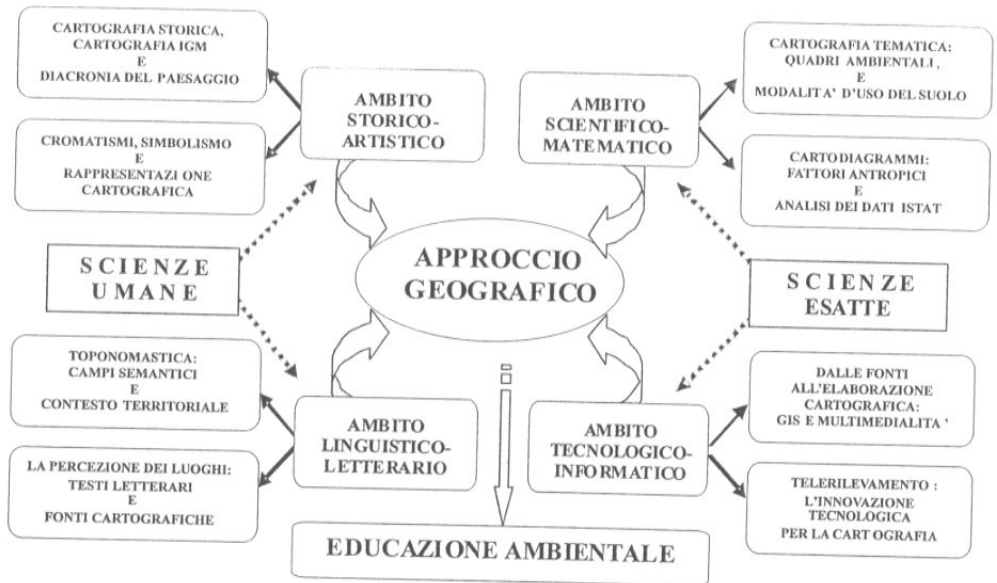 CARTOGRAFIA STORICA,
CARTOGRAFIA IGM
E
DIACRONIA DEL PAESAGGIO
CROMATISMI, SIMBOLISMO
E
RAPPRESENTAZI ONE
CARTOGRAFICA
AMBITO
STORICO-
ARTISTICO
AMBITO
SCIENTIFICO-
MATEMATICO
CARTOGRAFIA TEMATICA:
QUADRI AMBIENTALI,
E
MODALITA' D'USO DEL SUOLO
CARTODIAGRAMMI:
FATTORI ANTROPICI
E
ANALISI DEI DATI ISTAT
SCIENZE
UMANE
APPROCCIO
GEOGRAFICO
SCIENZE
ESATTE
TOPONOMASTICA:
CAMPI SEMANTICI
E
CONTESTO TERRITORIALE
LA PERCEZIONE DEI LUOGHI:
TESTI LETTERARI
E
FONTI CARTOGRAFICHE
AMBITO
LINGUISTICO-
LETTERARIO
AMBITO
TECNOLOGICO-
INFORMATICO
DALLE FONTI
ALL'ELABORAZIONE
CARTOGRAFICA:
GIS E MULTIMEDIALITA'
TELERILEVAMENTO :
L'INNOVAZIONE
TECNOLOGICA
PER LA CART OGRAFIA
EDUCAZIONE AMBIENTALE